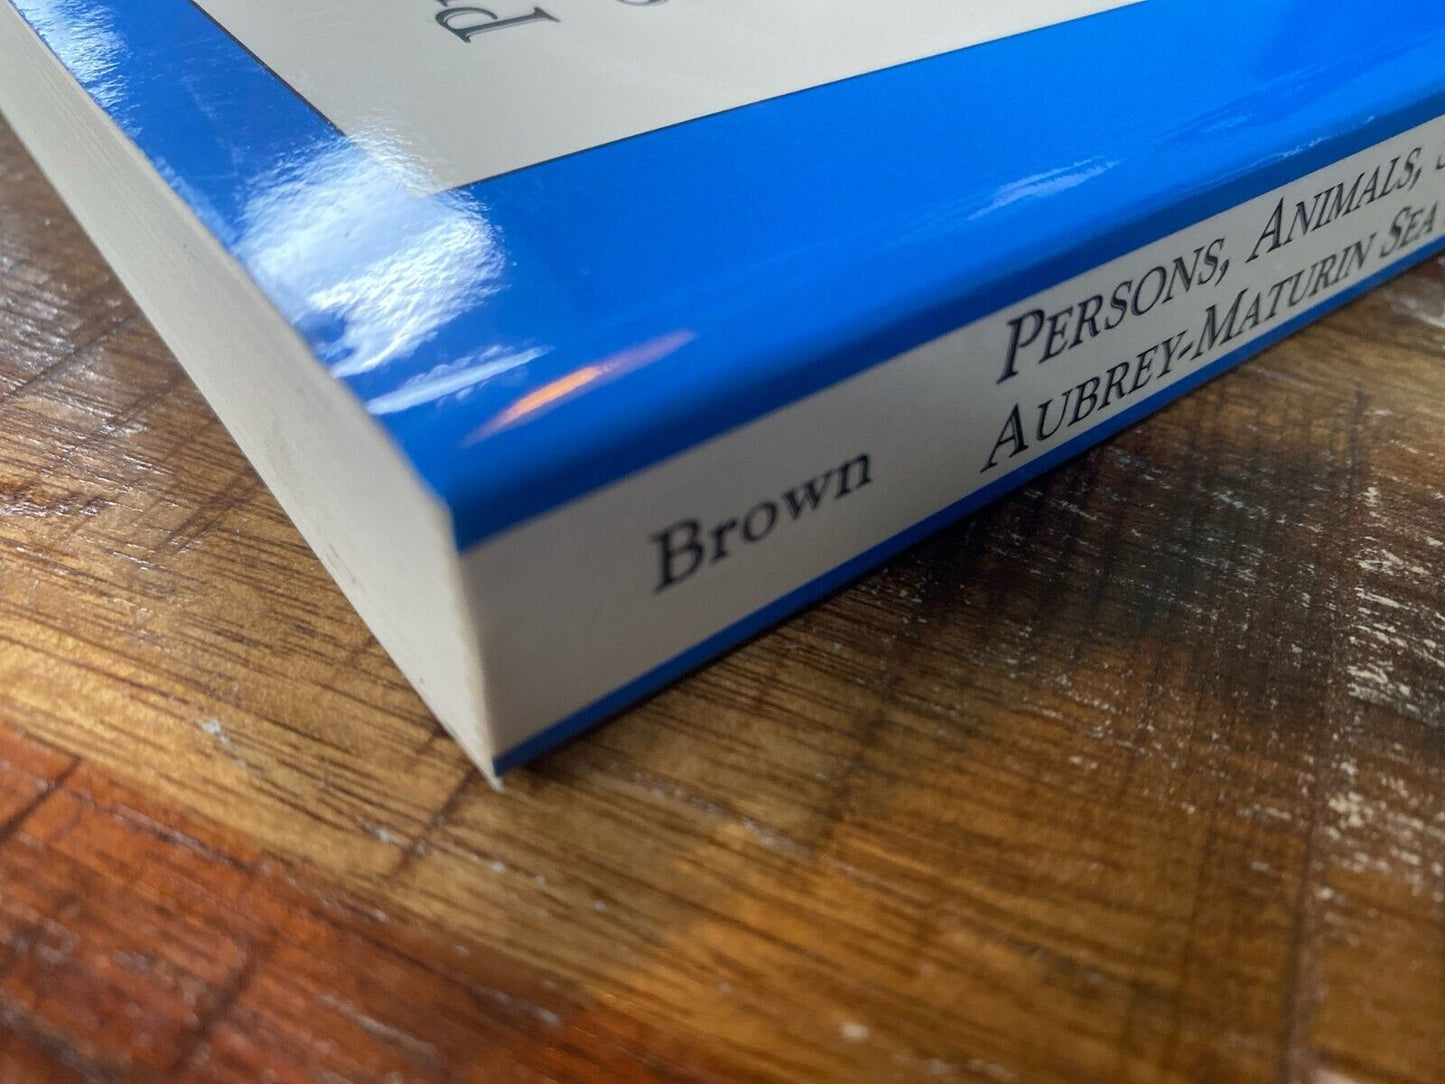 Brown
PERSONS, ANIMALS,
AUBREY-MATURIN SEA